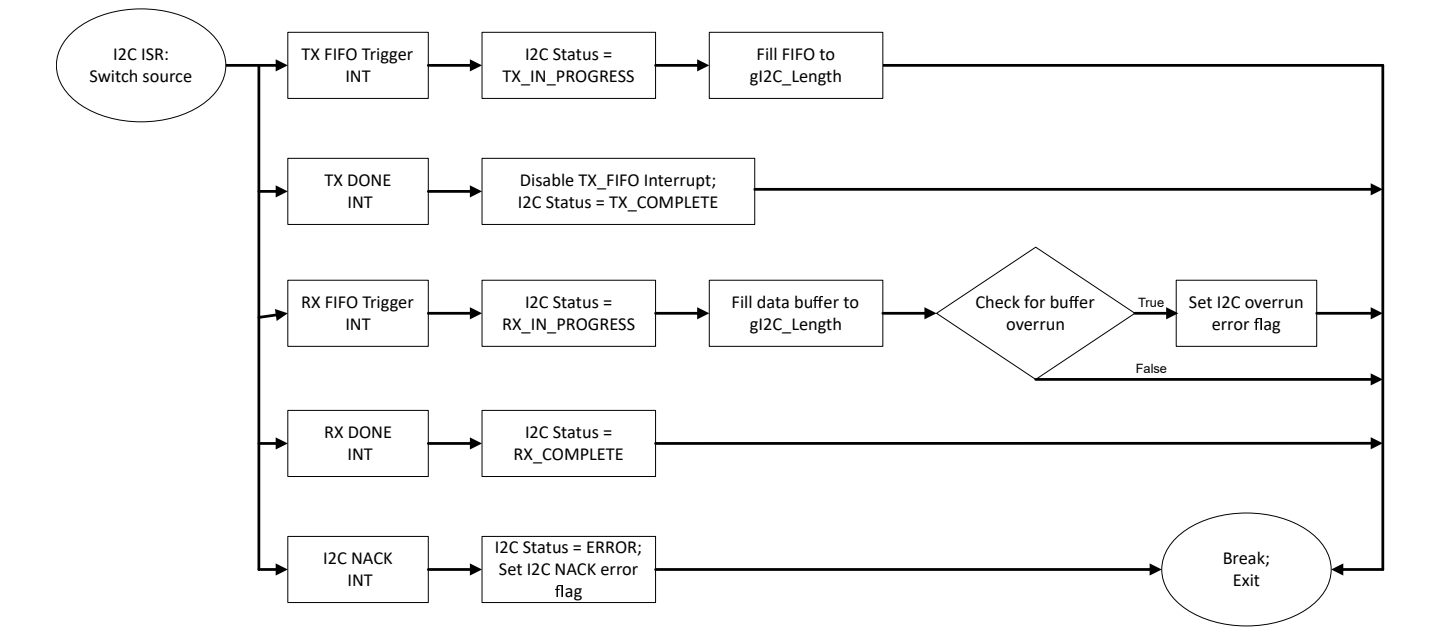 I2C ISR:
Switch source
TX FIFO Trigger
INT
I2C Status =
TX_IN_PROGRESS
Fill FIFO to
gI2C_Length
TX DONE
INT
Disable TX_FIFO Interrupt;
I2C Status = TX_COMPLETE
RX FIFO Trigger
INT
I2C Status =
RX_IN_PROGRESS
Fill data buffer to
gI2C_Length
Check for buffer
overrun
True
Set I2C overrun
error flag
False
RX DONE
INT
I2C Status =
RX_COMPLETE
I2C NACK
INT
I2C Status = ERROR;
Set I2C NACK error
flag
Break;
Exit